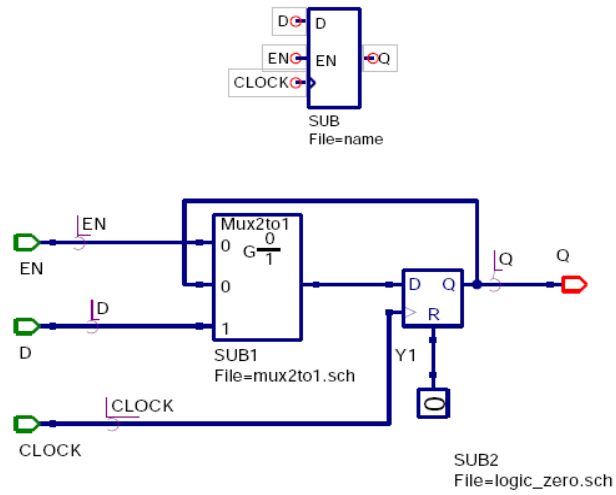 D
D
EN
EN
Q
CLOCK
SUB
File=name
EN
Mux2to1
0
G 0/1
Q
Q
EN
0
D Q
D
1
R
D
SUB1
Y1
File=mux2to1.sch
CLOCK
0
CLOCK
SUB2
File=logic_zero.sch